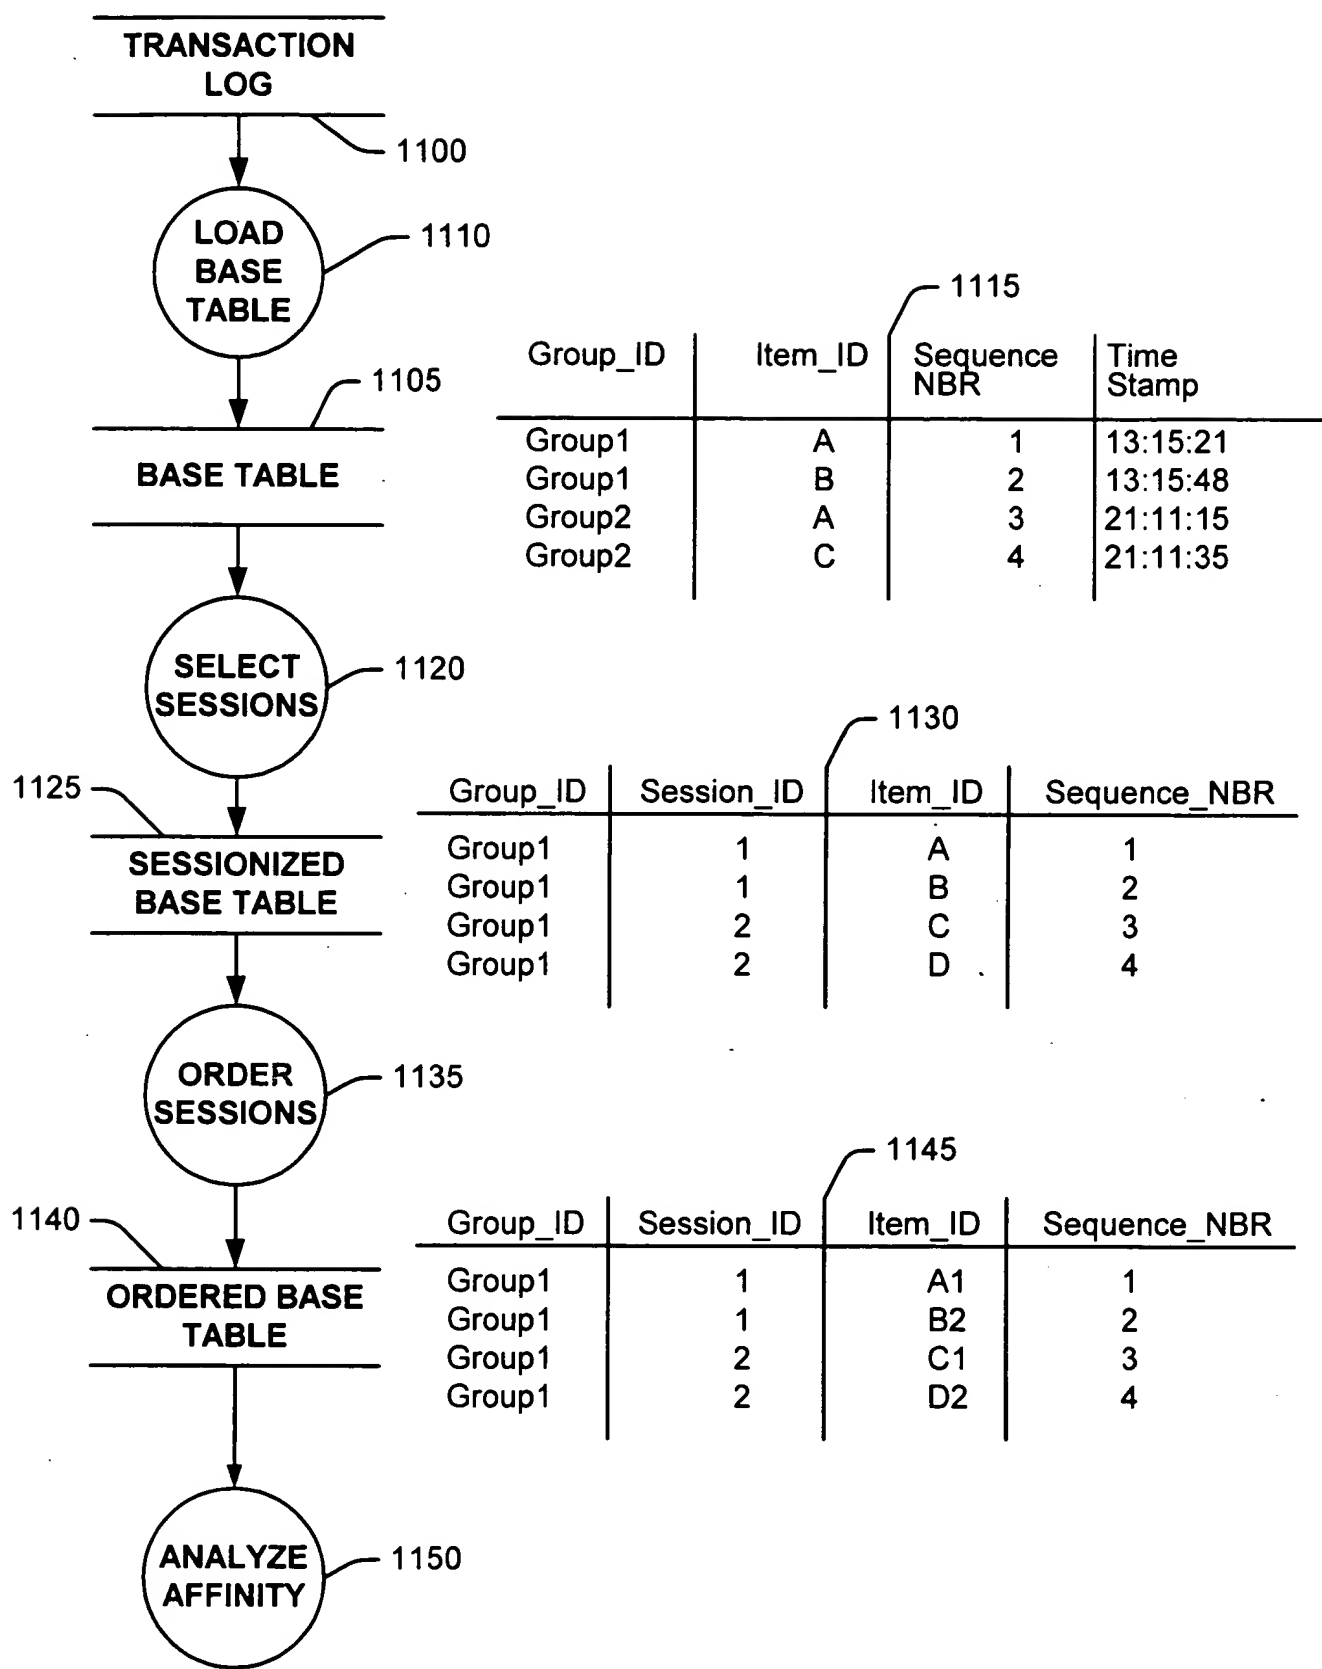 TRANSACTION
LOG
1100
LOAD
BASE
TABLE
1110
1105
BASE TABLE
1115
Group_ID Item_ID Sequence NBR Time Stamp
Group1 A 1 13:15:21
Group1 B 2 13:15:48
Group2 A 3 21:11:15
Group2 C 4 21:11:35
SELECT
SESSIONS
1120
1125
SESSIONIZED
BASE TABLE
1130
Group_ID Session_ID Item_ID Sequence_NBR
Group1 1 A 1
Group1 1 B 2
Group1 2 C 3
Group1 2 D 4
ORDER
SESSIONS
1135
1140
ORDERED BASE
TABLE
1145
Group_ID Session_ID Item_ID Sequence_NBR
Group1 1 A1 1
Group1 1 B2 2
Group1 2 C1 3
Group1 2 D2 4
ANALYZE
AFFINITY
1150